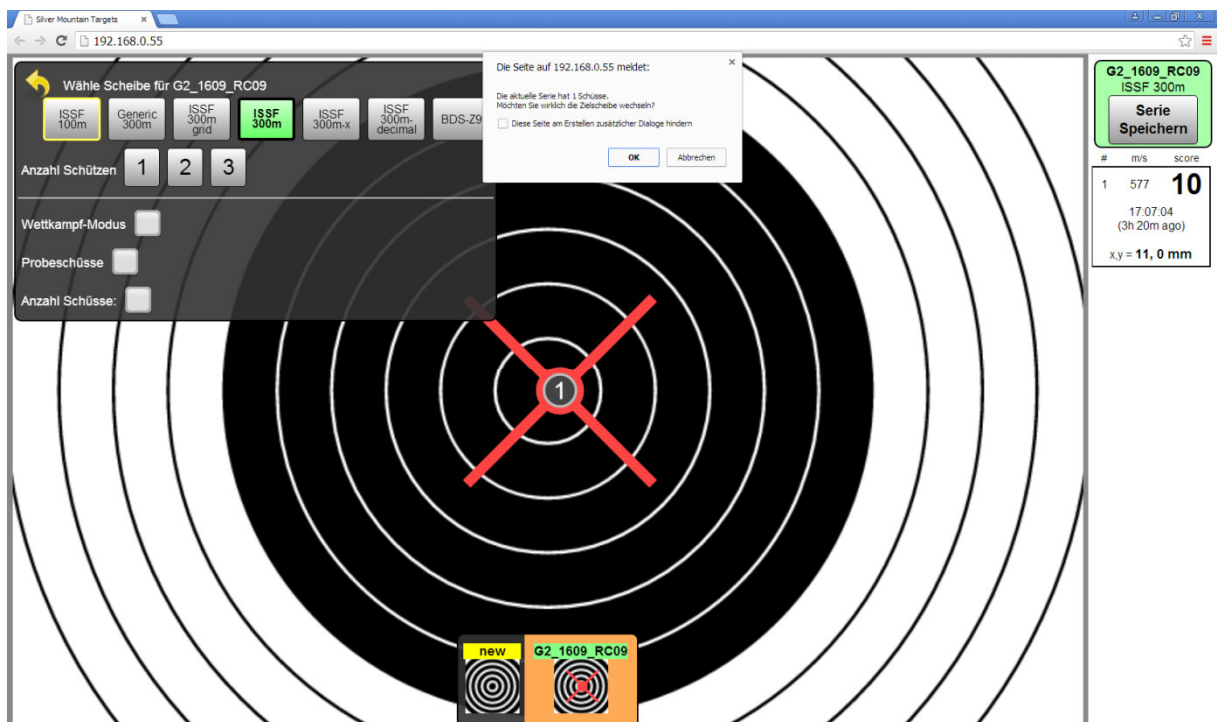 Silver Mountain Targets
192.168.0.55
Wähle Scheibe für G2_1609_RC09
ISSF
100m
Generic
300m
ISSF
300m
grid
ISSF
300m
ISSF
300m-x
ISSF
300m-
decimal
BDS-Z9
Anzahl Schützen 1 2 3
Wettkampf-Modus
Probeschüsse
Anzahl Schüsse:
Die Seite auf 192.168.0.55 meldet:
Die aktuelle Serie hat 1 Schüsse.
Möchten Sie wirklich die Zielscheibe wechseln?
Diese Seite am Erstellen zusätzlicher Dialoge hindern
OK Abbrechen
1
new
G2_1609_RC09
G2_1609_RC09
ISSF 300m
Serie
Speichern
# m/s score
1 577 10
17:07:04
(3h 20m ago)
x,y = 11, 0 mm